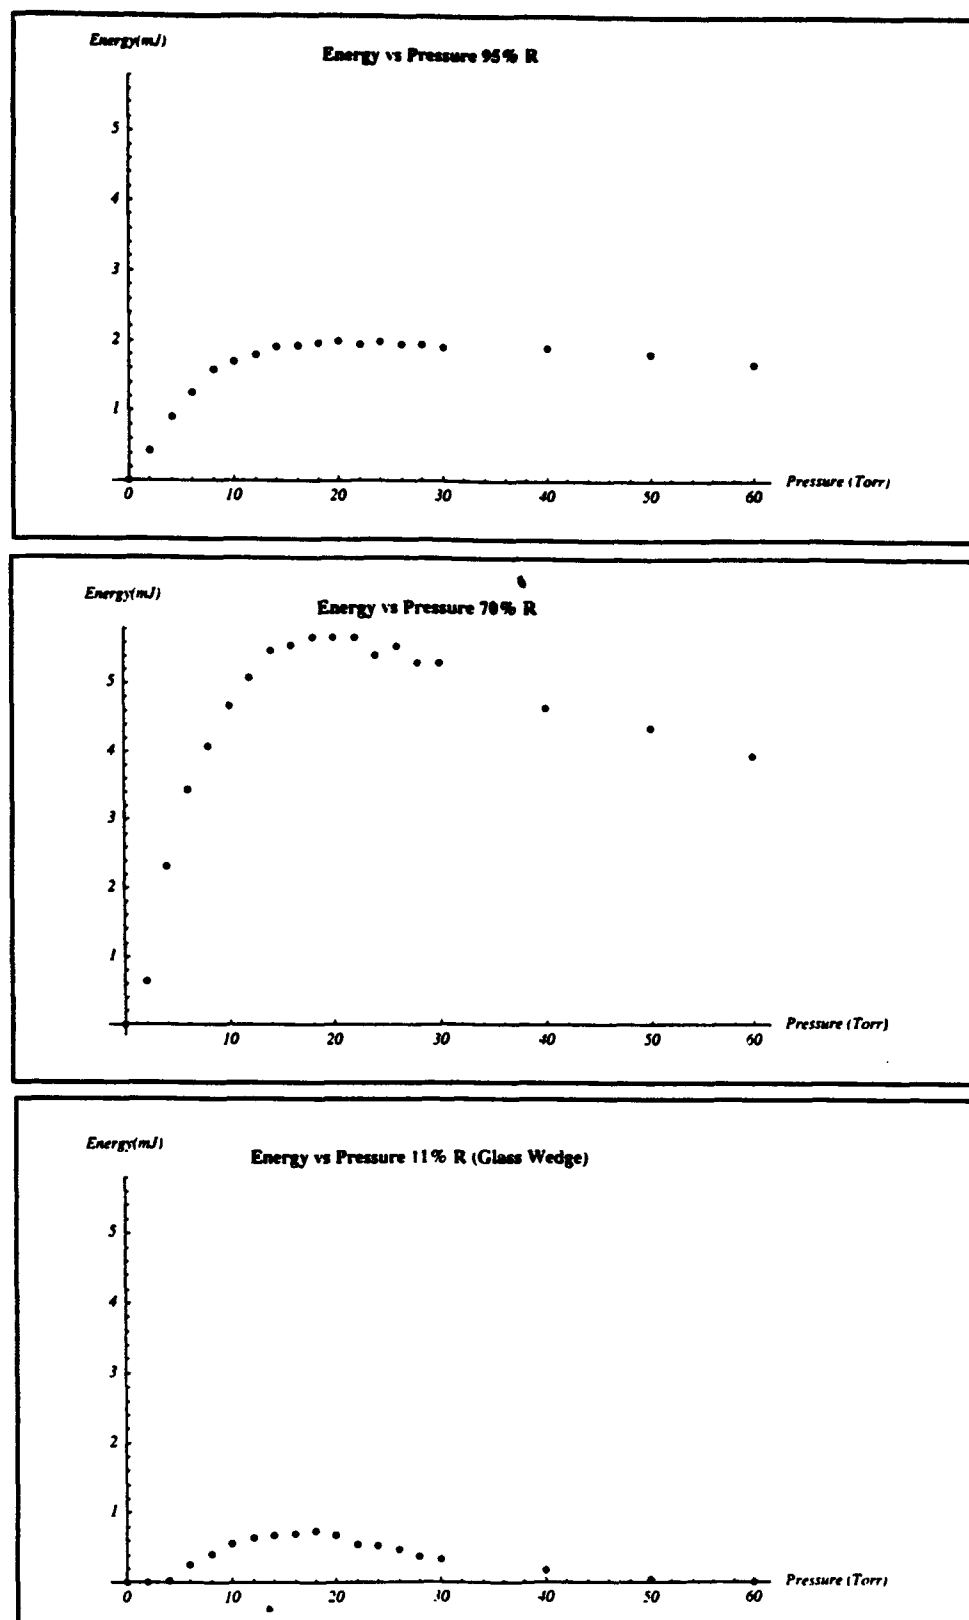 Energy(mJ)
Energy vs Pressure 95% R
5
4
3
2
1
0 10 20 30 40 50 60 Pressure (Torr)
Energy(mJ)
Energy vs Pressure 70% R
5
4
3
2
1
0 10 20 30 40 50 60 Pressure (Torr)
Energy(mJ)
Energy vs Pressure 11% R (Glass Wedge)
5
4
3
2
1
0 10 20 30 40 50 60 Pressure (Torr)